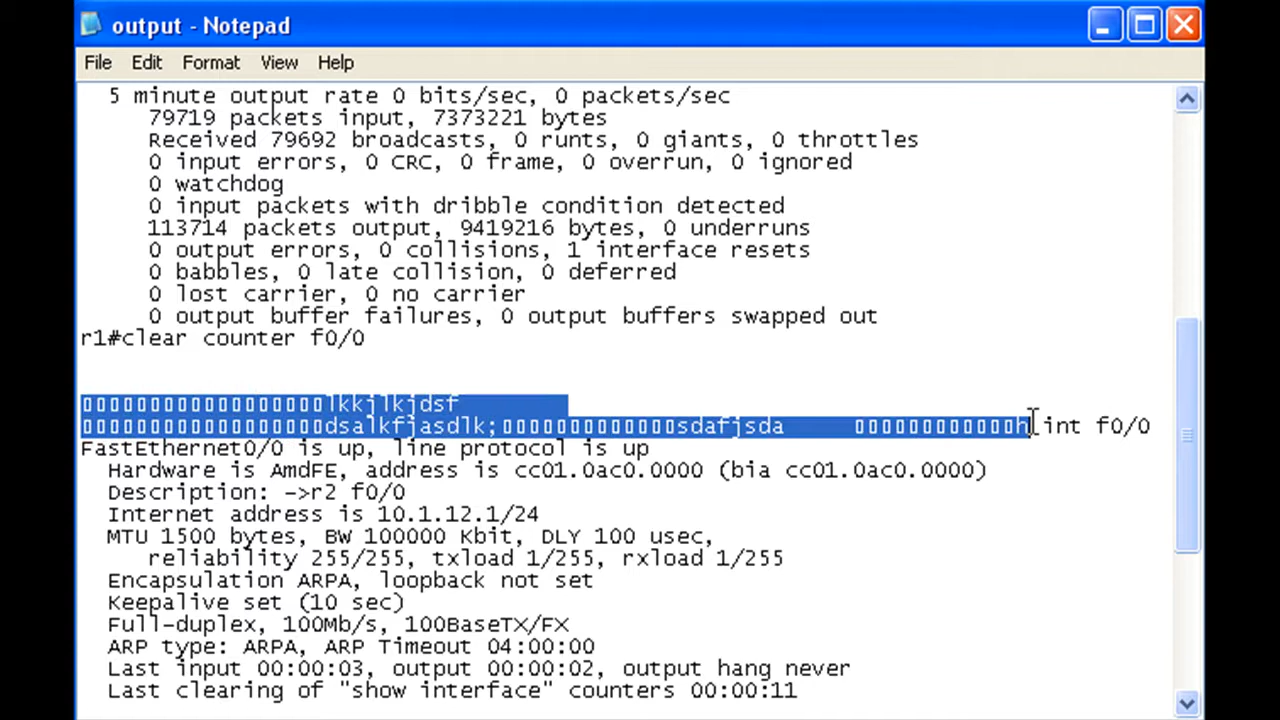 output - Notepad
File Edit Format View Help
5 minute output rate 0 bits/sec, 0 packets/sec
79719 packets input, 7373221 bytes
Received 79692 broadcasts, 0 runts, 0 giants, 0 throttles
0 input errors, 0 CRC, 0 frame, 0 overrun, 0 ignored
0 watchdog
0 input packets with dribble condition detected
113714 packets output, 9419216 bytes, 0 underruns
0 output errors, 0 collisions, 1 interface resets
0 babbles, 0 late collision, 0 deferred
0 lost carrier, 0 no carrier
0 output buffer failures, 0 output buffers swapped out
r1#clear counter f0/0
▯▯▯▯▯▯▯▯▯▯▯▯▯▯▯▯▯▯lkkjlkjdsf
▯▯▯▯▯▯▯▯▯▯▯▯▯▯▯▯▯▯dsalkfjasdlk;▯▯▯▯▯▯▯▯▯▯▯▯▯sdafjsda ▯▯▯▯▯▯▯▯▯▯▯▯h int f0/0
FastEthernet0/0 is up, line protocol is up
Hardware is AmdFE, address is cc01.0ac0.0000 (bia cc01.0ac0.0000)
Description: ->r2 f0/0
Internet address is 10.1.12.1/24
MTU 1500 bytes, BW 100000 Kbit, DLY 100 usec,
reliability 255/255, txload 1/255, rxload 1/255
Encapsulation ARPA, loopback not set
Keepalive set (10 sec)
Full-duplex, 100Mb/s, 100BaseTX/FX
ARP type: ARPA, ARP Timeout 04:00:00
Last input 00:00:03, output 00:00:02, output hang never
Last clearing of "show interface" counters 00:00:11